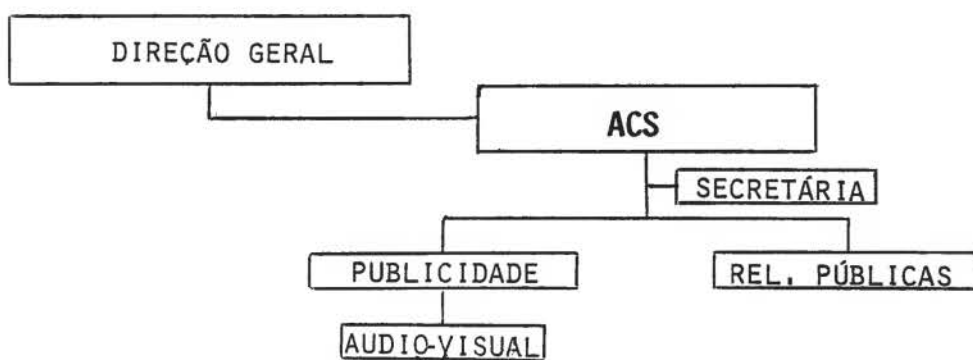 DIREÇÃO GERAL
ACS
SECRETÁRIA
PUBLICIDADE
REL. PÚBLICAS
AUDIO-VISUAL